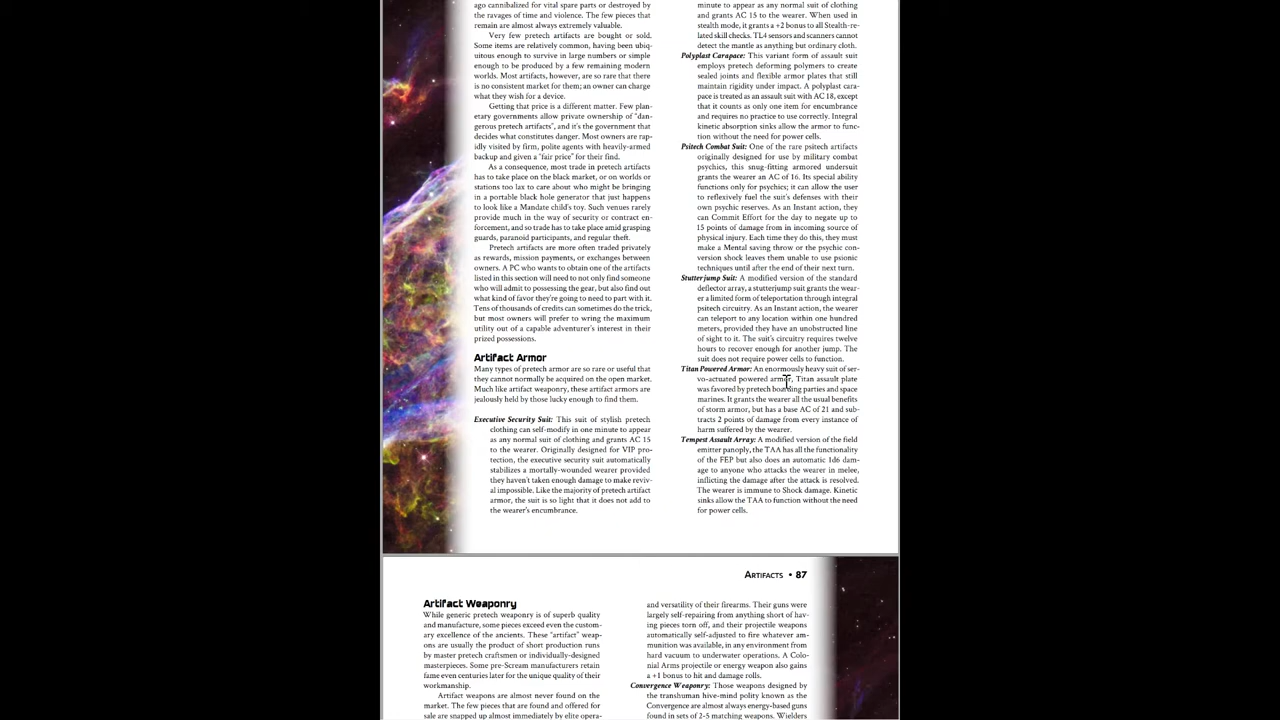 ago cannibalized for vital spare parts or destroyed by
the ravages of time and violence. The few pieces that
remain are almost always extremely valuable.
Very few pretech artifacts are bought or sold.
Some items are relatively common, having been ubiq-
uitous enough to survive in large numbers or simple
enough to be produced by a few remaining modern
worlds. Most artifacts, however, are so rare that there
is no consistent market for them; an owner can charge
what they wish for a device.
Getting that price is a different matter. Few plan-
etary governments allow private ownership of "dan-
gerous pretech artifacts", and it's the government that
decides what constitutes danger. Most owners are rap-
idly visited by firm, polite agents with heavily-armed
backup and given a "fair price" for their find.
As a consequence, most trade in pretech artifacts
has to take place on the black market, or on worlds or
stations too lax to care about who might be bringing
in a portable black hole generator that just happens
to look like a Mandate child's toy. Such venues rarely
provide much in the way of security or contract en-
forcement, and so trade has to take place amid grasping
guards, paranoid participants, and regular theft.
Pretech artifacts are more often traded privately
as rewards, mission payments, or exchanges between
owners. A PC who wants to obtain one of the artifacts
listed in this section will need to not only find someone
who will admit to possessing the gear, but also find out
what kind of favor they're going to need to part with it.
Tens of thousands of credits can sometimes do the trick,
but most owners will prefer to wring the maximum
utility out of a capable adventurer's interest in their
prized possessions.
Artifact Armor
Many types of pretech armor are so rare or useful that
they cannot normally be acquired on the open market.
Much like artifact weaponry, these artifact armors are
jealously held by those lucky enough to find them.
Executive Security Suit: This suit of stylish pretech
clothing can self-modify in one minute to appear
as any normal suit of clothing and grants AC 15
to the wearer. Originally designed for VIP pro-
tection, the executive security suit automatically
stabilizes a mortally-wounded wearer provided
they haven't taken enough damage to make reviv-
al impossible. Like the majority of pretech artifact
armor, the suit is so light that it does not add to
the wearer's encumbrance.
minute to appear as any normal suit of clothing
and grants AC 15 to the wearer. When used in
stealth mode, it grants a +2 bonus to all Stealth-re-
lated skill checks. TL4 sensors and scanners cannot
detect the mantle as anything but ordinary cloth.
Polyplast Carapace: This variant form of assault suit
employs pretech deforming polymers to create
sealed joints and flexible armor plates that still
maintain rigidity under impact. A polyplast cara-
pace is treated as an assault suit with AC 18, except
that it counts as only one item for encumbrance
and requires no practice to use correctly. Integral
kinetic absorption sinks allow the armor to func-
tion without the need for power cells.
Psitech Combat Suit: One of the rare psitech artifacts
originally designed for use by military combat
psychics, this snug-fitting armored undersuit
grants the wearer an AC of 16. Its special ability
functions only for psychics; it can allow the user
to reflexively fuel the suit's defenses with their
own psychic reserves. As an Instant action, they
can Commit Effort for the day to negate up to
15 points of damage from in incoming source of
physical injury. Each time they do this, they must
make a Mental saving throw or the psychic con-
version shock leaves them unable to use psionic
techniques until after the end of their next turn.
Stutterjump Suit: A modified version of the standard
deflector array, a stutterjump suit grants the wear-
er a limited form of teleportation through integral
psitech circuitry. As an Instant action, the wearer
can teleport to any location within one hundred
meters, provided they have an unobstructed line
of sight to it. The suit's circuitry requires twelve
hours to recover enough for another jump. The
suit does not require power cells to function.
Titan Powered Armor: An enormously heavy suit of ser-
vo-actuated powered armor, Titan assault plate
was favored by pretech boarding parties and space
marines. It grants the wearer all the usual benefits
of storm armor, but has a base AC of 21 and sub-
tracts 2 points of damage from every instance of
harm suffered by the wearer.
Tempest Assault Array: A modified version of the field
emitter panoply, the TAA has all the functionality
of the FEP but also does an automatic 1d6 dam-
age to anyone who attacks the wearer in melee,
inflicting the damage after the attack is resolved.
The wearer is immune to Shock damage. Kinetic
sinks allow the TAA to function without the need
for power cells.
Artifacts • 87
Artifact Weaponry
While generic pretech weaponry is of superb quality
and manufacture, some pieces exceed even the custom-
ary excellence of the ancients. These "artifact" weap-
ons are usually the product of short production runs
by master pretech craftsmen or individually-designed
masterpieces. Some pre-Scream manufacturers retain
fame even centuries later for the unique quality of their
workmanship.
Artifact weapons are almost never found on the
market. The few pieces that are found and offered for
sale are snapped up almost immediately by elite opera-
and versatility of their firearms. Their guns were
largely self-repairing from anything short of hav-
ing pieces torn off, and their projectile weapons
automatically self-adjusted to fire whatever am-
munition was available, in any environment from
hard vacuum to underwater operations. A Colo-
nial Arms projectile or energy weapon also gains
a +1 bonus to hit and damage rolls.
Convergence Weaponry: Those weapons designed by
the transhuman hive-mind polity known as the
Convergence are almost always energy-based guns
found in sets of 2-5 matching weapons. Wielders